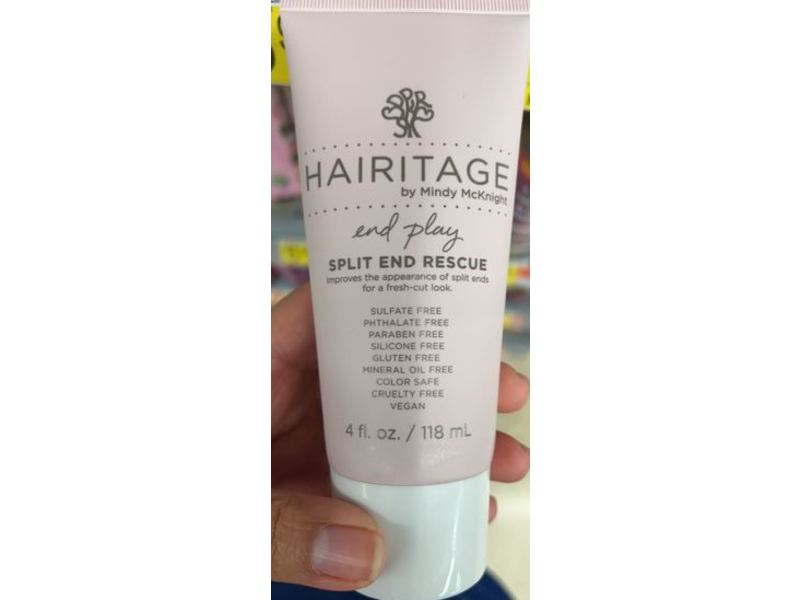 HAIRITAGE
by Mindy McKnight
end play
SPLIT END RESCUE
Improves the appearance of split ends
for a fresh-cut look.
SULFATE FREE
PHTHALATE FREE
PARABEN FREE
SILICONE FREE
GLUTEN FREE
MINERAL OIL FREE
COLOR SAFE
CRUELTY FREE
VEGAN
4 fl. oz. / 118 mL